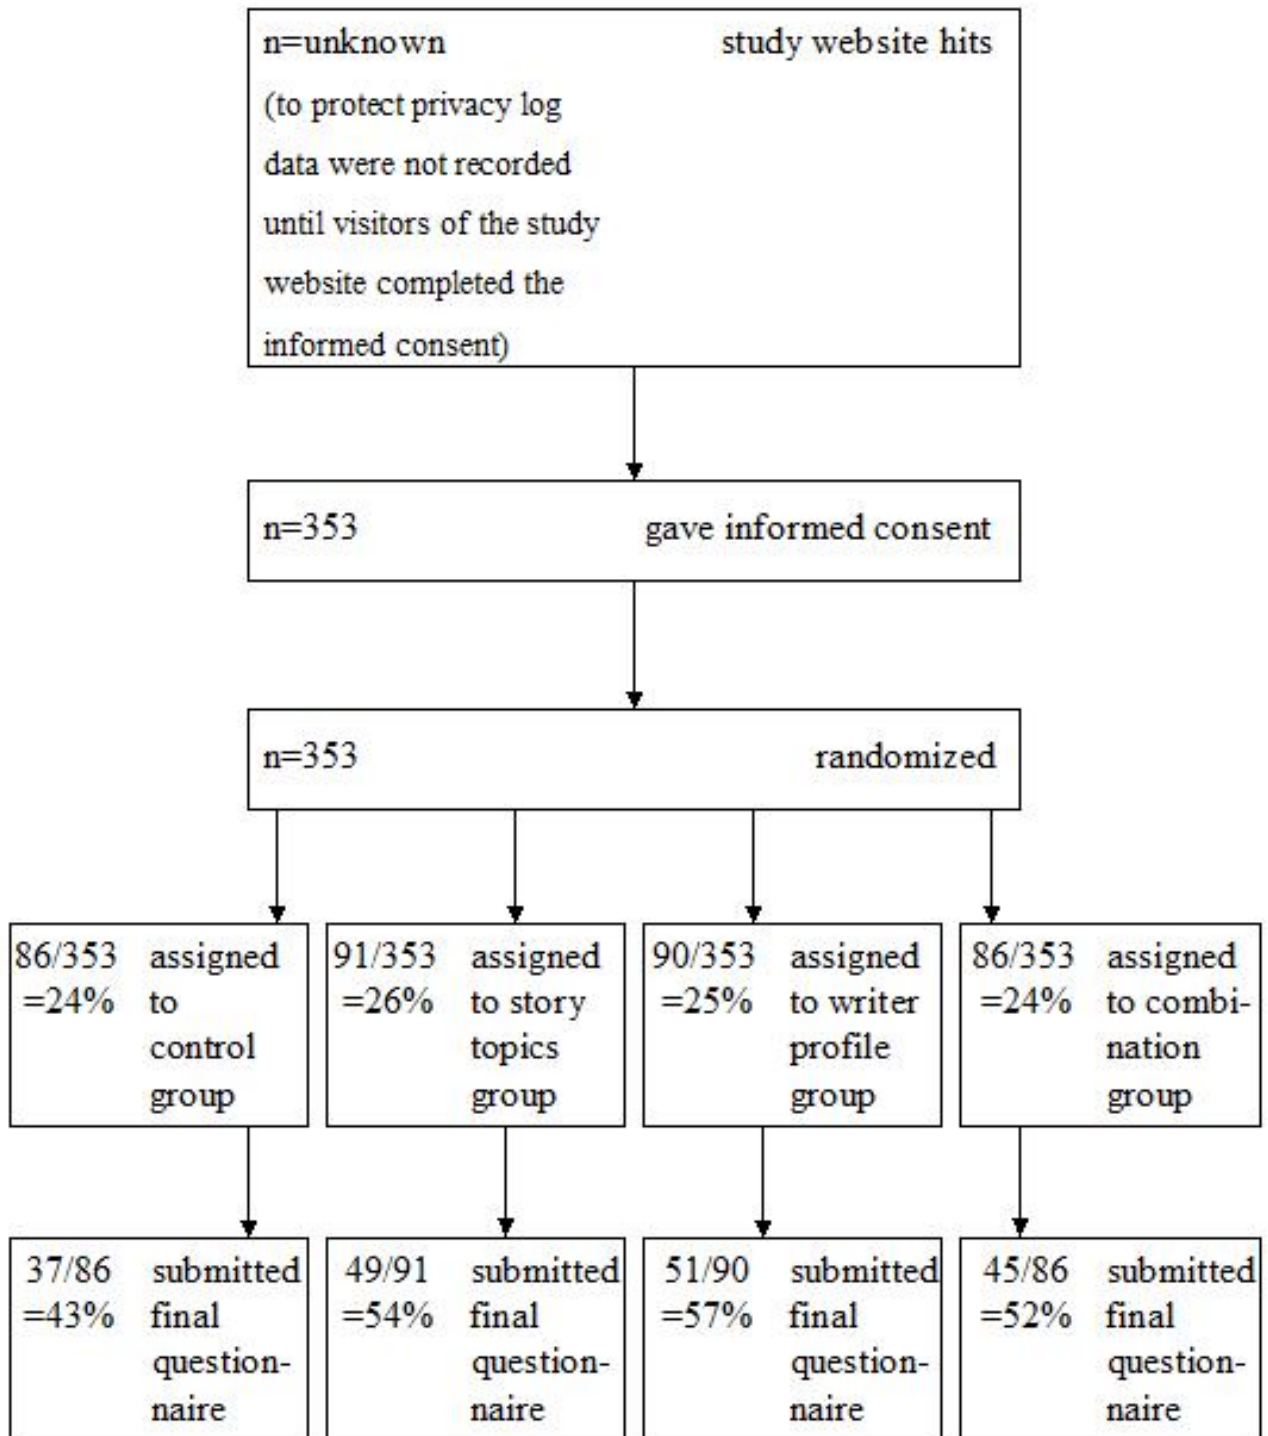 n=unknown study website hits
(to protect privacy log
data were not recorded
until visitors of the study
website completed the
informed consent)
n=353 gave informed consent
n=353 randomized
86/353 assigned
=24% to
control
group
91/353 assigned
=26% to story
topics
group
90/353 assigned
=25% to writer
profile
group
86/353 assigned
=24% to combi-
nation
group
37/86 submitted
=43% final
question-
naire
49/91 submitted
=54% final
question-
naire
51/90 submitted
=57% final
question-
naire
45/86 submitted
=52% final
question-
naire